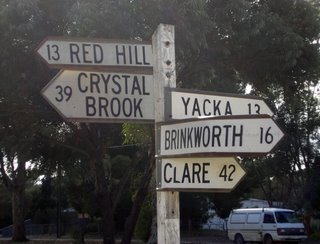 13 RED HILL
39 CRYSTAL
BROOK
YACKA 13
BRINKWORTH 16
CLARE 42